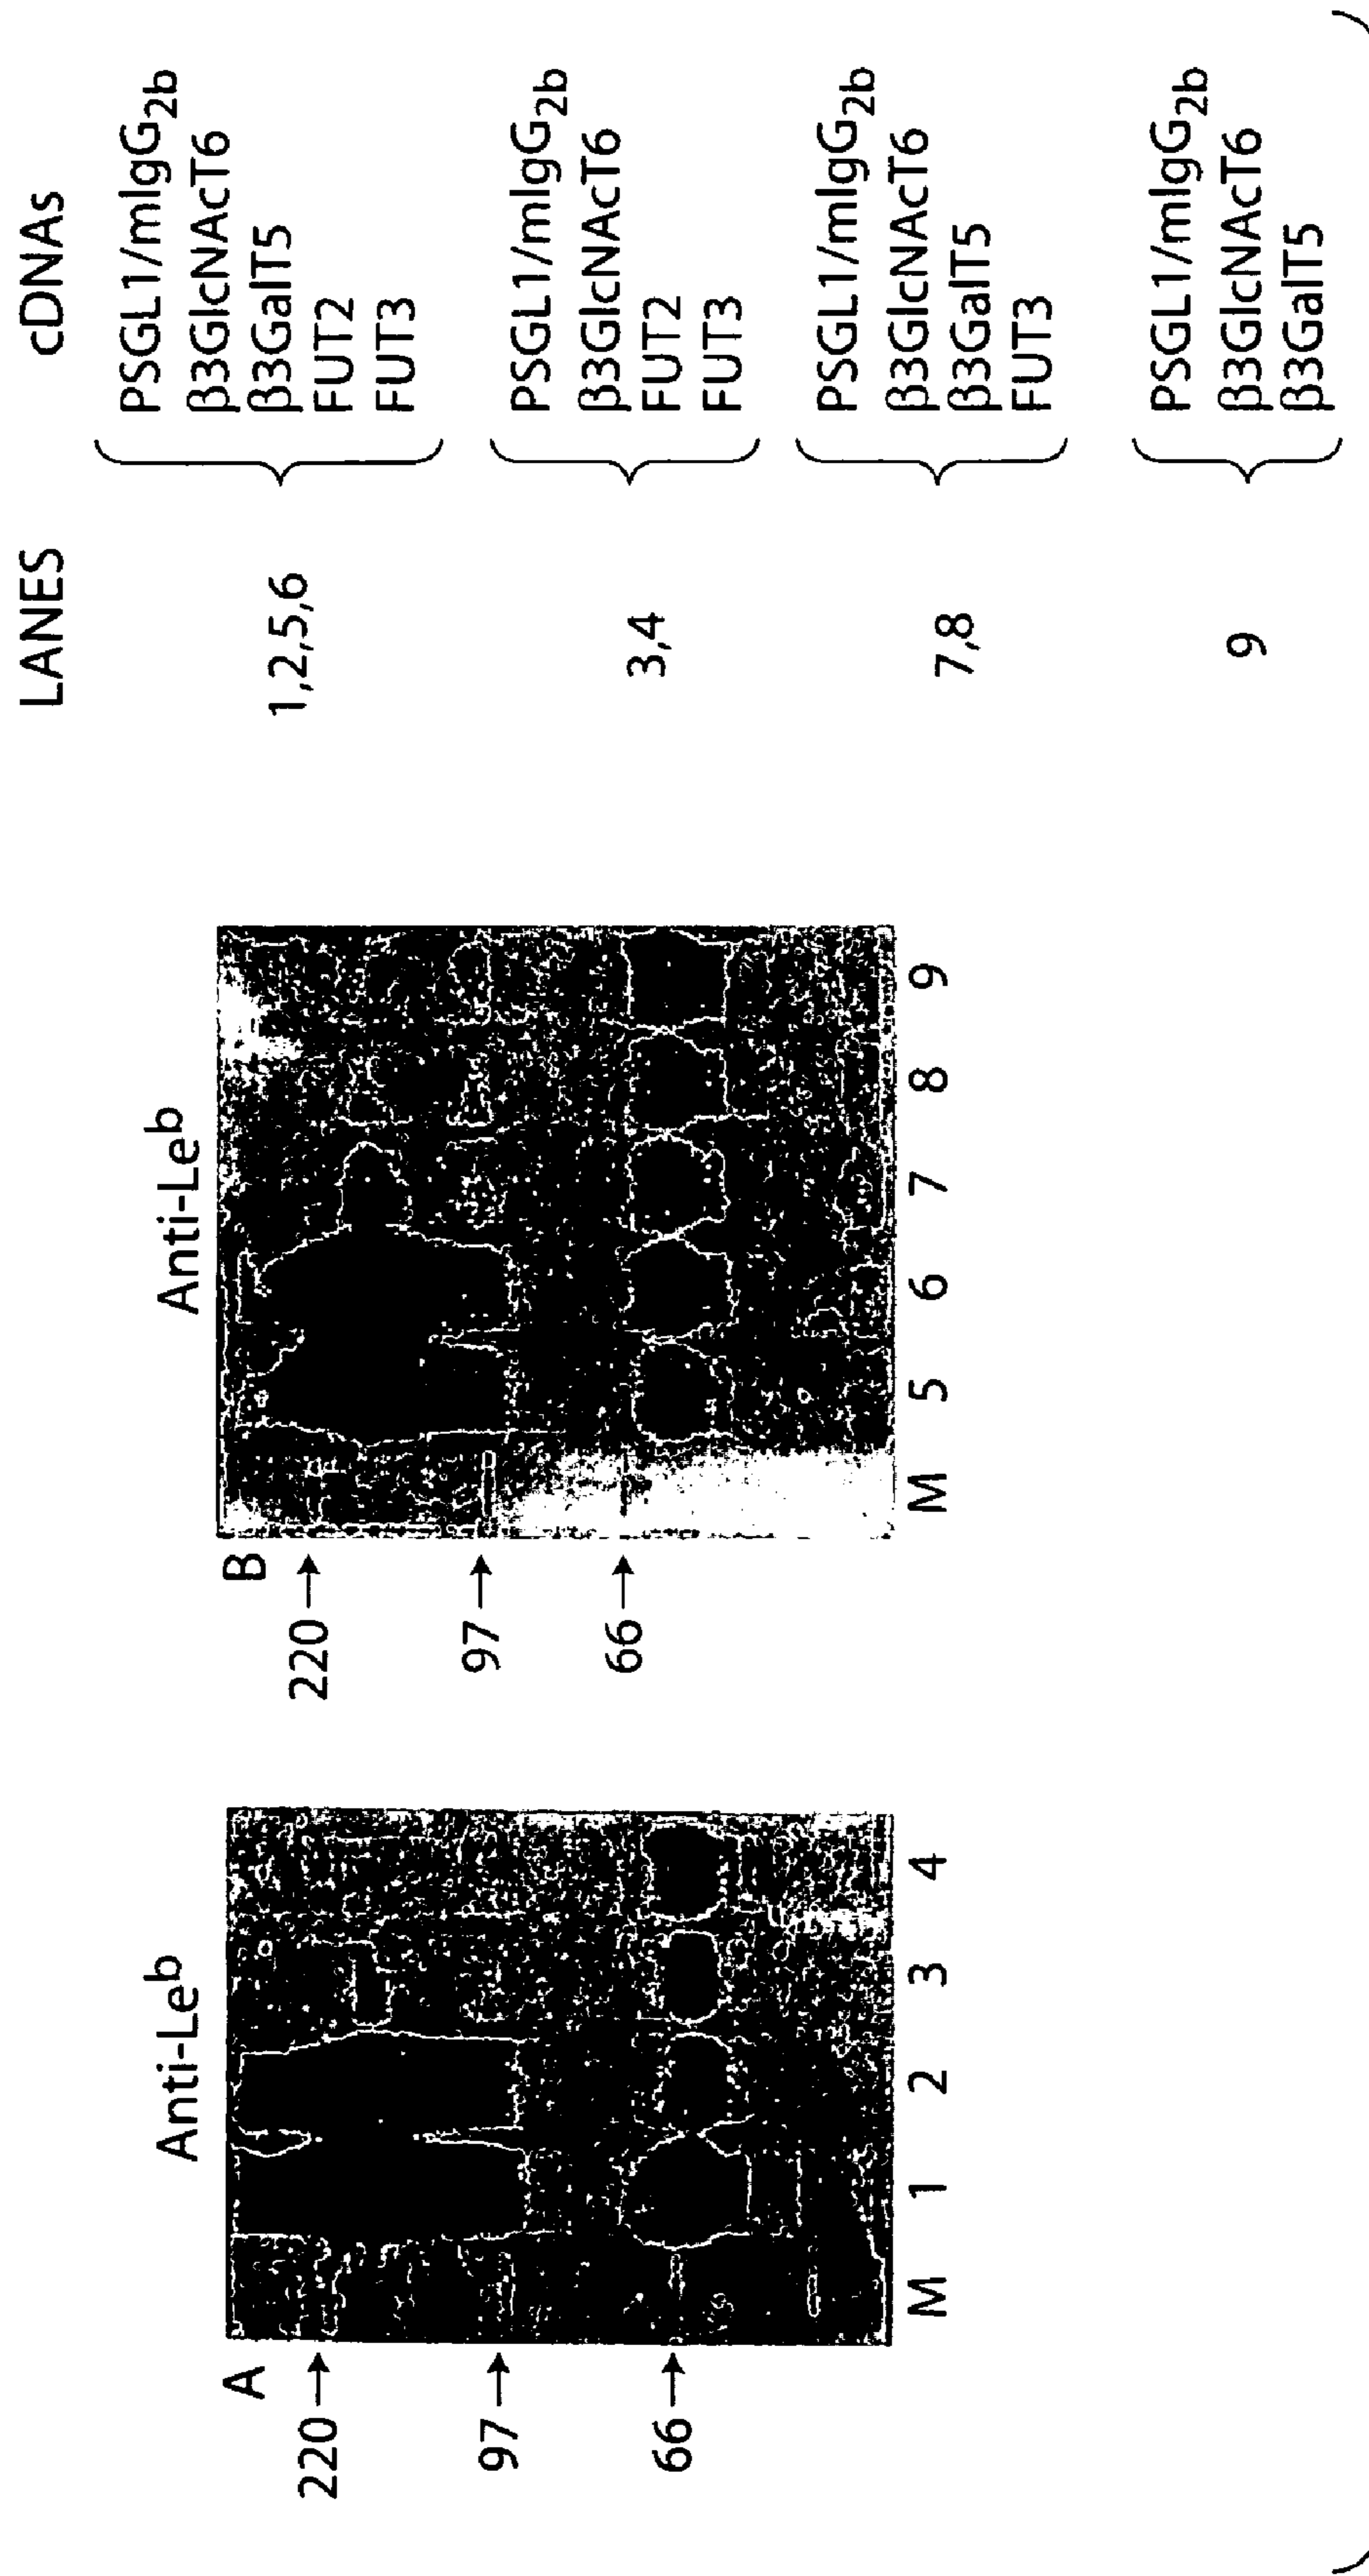 Anti-Leᵇ
A
220
97
66
M 1 2 3 4
Anti-Leᵇ
B
220
97
66
M 5 6 7 8 9
LANES cDNAs
1,2,5,6
PSGL1/mIgG₂b
β3GlcNAcT6
β3GalT5
FUT2
FUT3
3,4
PSGL1/mIgG₂b
β3GlcNAcT6
FUT2
FUT3
7,8
PSGL1/mIgG₂b
β3GlcNAcT6
β3GalT5
FUT3
9
PSGL1/mIgG₂b
β3GlcNAcT6
β3GalT5